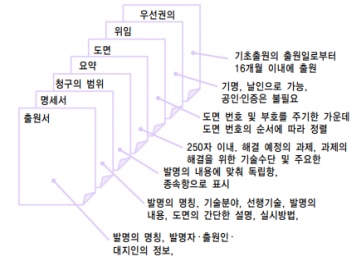 우선권의
위임
도면
요약
청구의 범위
명세서
출원서
기초출원의 출원일로부터
16개월 이내에 출원
기명, 날인으로 가능,
공인·인증은 불필요
도면 번호 및 부호를 주기한 가운데
도면 번호의 순서에 따라 정렬
250자 이내, 해결 예정의 과제, 과제의
해결을 위한 기술수단 및 주요한
발명의 내용에 맞춰 독립항,
종속항으로 표시
발명의 명칭, 기술분야, 선행기술, 발명의
내용, 도면의 간단한 설명, 실시방법,
발명의 명칭, 발명자·출원인·
대지인의 정보,